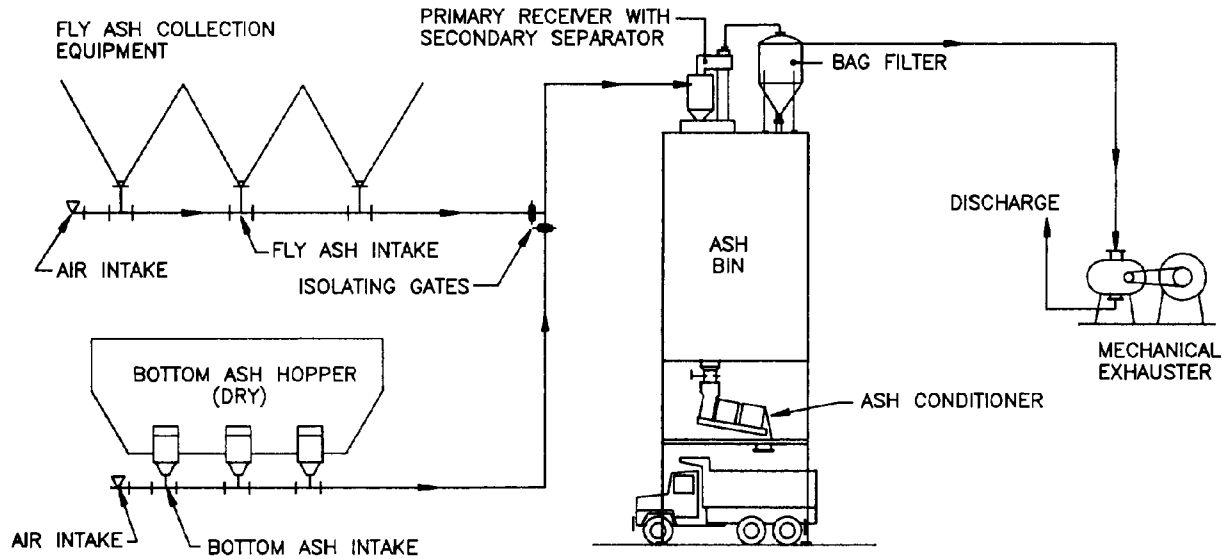 PRIMARY RECEIVER WITH
SECONDARY SEPARATOR
FLY ASH COLLECTION
EQUIPMENT
BAG FILTER
DISCHARGE
ASH
BIN
FLY ASH INTAKE
AIR INTAKE
ISOLATING GATES
MECHANICAL
EXHAUSTER
BOTTOM ASH HOPPER
(DRY)
ASH CONDITIONER
AIR INTAKE
BOTTOM ASH INTAKE